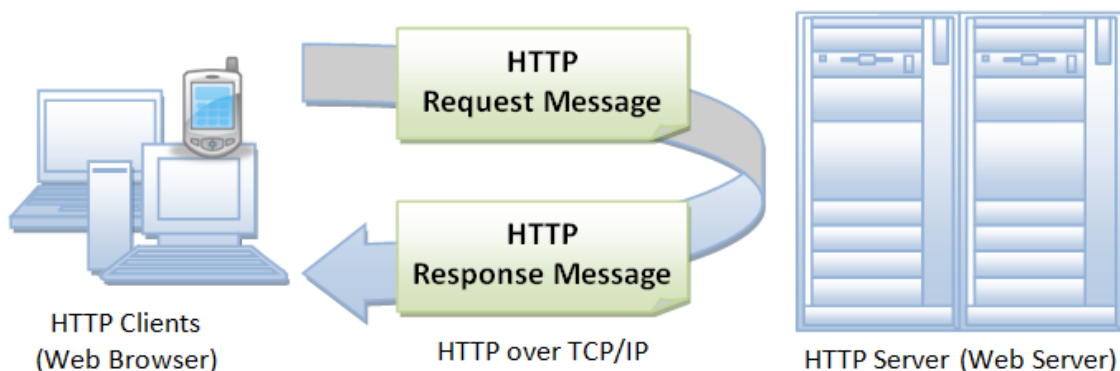 HTTP
Request Message
HTTP
Response Message
HTTP Clients
(Web Browser)
HTTP over TCP/IP
HTTP Server (Web Server)